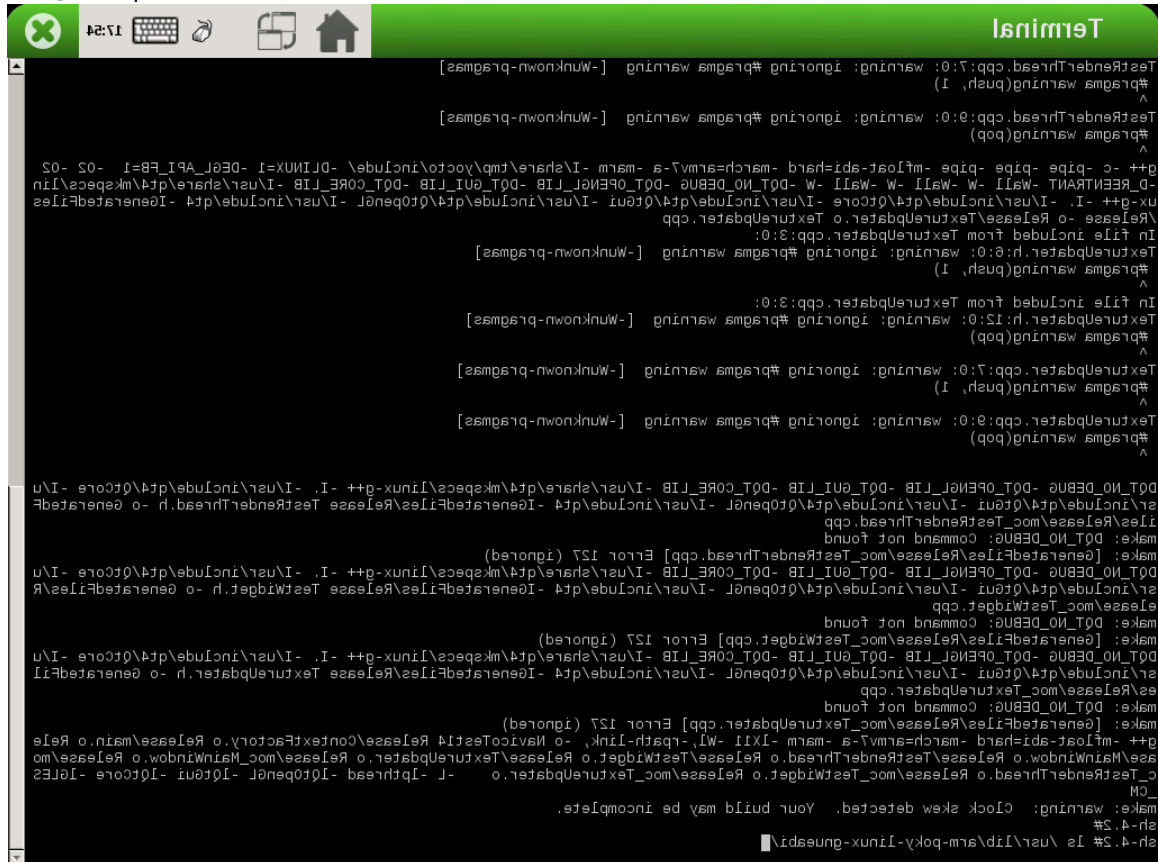 Terminal
17:54
TestRenderThread.cpp:7:0: warning: ignoring #pragma warning  [-Wunknown-pragmas]
 #pragma warning(push, 1)
 ^
TestRenderThread.cpp:9:0: warning: ignoring #pragma warning  [-Wunknown-pragmas]
 #pragma warning(pop)
 ^
g++ -c -pipe -pipe -pipe -mfloat-abi=hard -march=armv7-a -marm -I/share/tmp/yocto/include/ -DLINUX=1 -DEGL_API_FB=1  -O2 -O2
-D_REENTRANT -Wall -W -Wall -W -Wall -W -DQT_NO_DEBUG -DQT_OPENGL_LIB -DQT_GUI_LIB -DQT_CORE_LIB -I/usr/share/qt4/mkspecs/lin
ux-g++ -I. -I/usr/include/qt4/QtCore -I/usr/include/qt4/QtGui -I/usr/include/qt4/QtOpenGL -I/usr/include/qt4 -IGeneratedFiles
/Release -o Release/TextureUpdater.o TextureUpdater.cpp
In file included from TextureUpdater.cpp:3:0:
TextureUpdater.h:6:0: warning: ignoring #pragma warning  [-Wunknown-pragmas]
 #pragma warning(push, 1)
 ^
In file included from TextureUpdater.cpp:3:0:
TextureUpdater.h:12:0: warning: ignoring #pragma warning  [-Wunknown-pragmas]
 #pragma warning(pop)
 ^
TextureUpdater.cpp:7:0: warning: ignoring #pragma warning  [-Wunknown-pragmas]
 #pragma warning(push, 1)
 ^
TextureUpdater.cpp:9:0: warning: ignoring #pragma warning  [-Wunknown-pragmas]
 #pragma warning(pop)
 ^
DQT_NO_DEBUG -DQT_OPENGL_LIB -DQT_GUI_LIB -DQT_CORE_LIB -I/usr/share/qt4/mkspecs/linux-g++ -I. -I/usr/include/qt4/QtCore -I/u
sr/include/qt4/QtGui -I/usr/include/qt4/QtOpenGL -I/usr/include/qt4 -IGeneratedFiles/Release TestRenderThread.h -o GeneratedF
iles/Release/moc_TestRenderThread.cpp
make: DQT_NO_DEBUG: Command not found
make: [GeneratedFiles/Release/moc_TestRenderThread.cpp] Error 127 (ignored)
DQT_NO_DEBUG -DQT_OPENGL_LIB -DQT_GUI_LIB -DQT_CORE_LIB -I/usr/share/qt4/mkspecs/linux-g++ -I. -I/usr/include/qt4/QtCore -I/u
sr/include/qt4/QtGui -I/usr/include/qt4/QtOpenGL -I/usr/include/qt4 -IGeneratedFiles/Release TestWidget.h -o GeneratedFiles/R
elease/moc_TestWidget.cpp
make: DQT_NO_DEBUG: Command not found
make: [GeneratedFiles/Release/moc_TestWidget.cpp] Error 127 (ignored)
DQT_NO_DEBUG -DQT_OPENGL_LIB -DQT_GUI_LIB -DQT_CORE_LIB -I/usr/share/qt4/mkspecs/linux-g++ -I. -I/usr/include/qt4/QtCore -I/u
sr/include/qt4/QtGui -I/usr/include/qt4/QtOpenGL -I/usr/include/qt4 -IGeneratedFiles/Release TextureUpdater.h -o GeneratedFil
es/Release/moc_TextureUpdater.cpp
make: DQT_NO_DEBUG: Command not found
make: [GeneratedFiles/Release/moc_TextureUpdater.cpp] Error 127 (ignored)
g++ -mfloat-abi=hard -march=armv7-a -marm -lX11 -Wl,-rpath-link, -o NavicoTest14 Release/ContextFactory.o Release/main.o Rele
ase/MainWindow.o Release/TestRenderThread.o Release/TestWidget.o Release/TextureUpdater.o Release/moc_MainWindow.o Release/mo
c_TestRenderThread.o Release/moc_TestWidget.o Release/moc_TextureUpdater.o    -L -lpthread -lQtOpenGL -lQtGui -lQtCore -lGLES
_CM
make: warning:  Clock skew detected.  Your build may be incomplete.
sh-4.2#
sh-4.2# ls /usr/lib/arm-poky-linux-gnueabi/